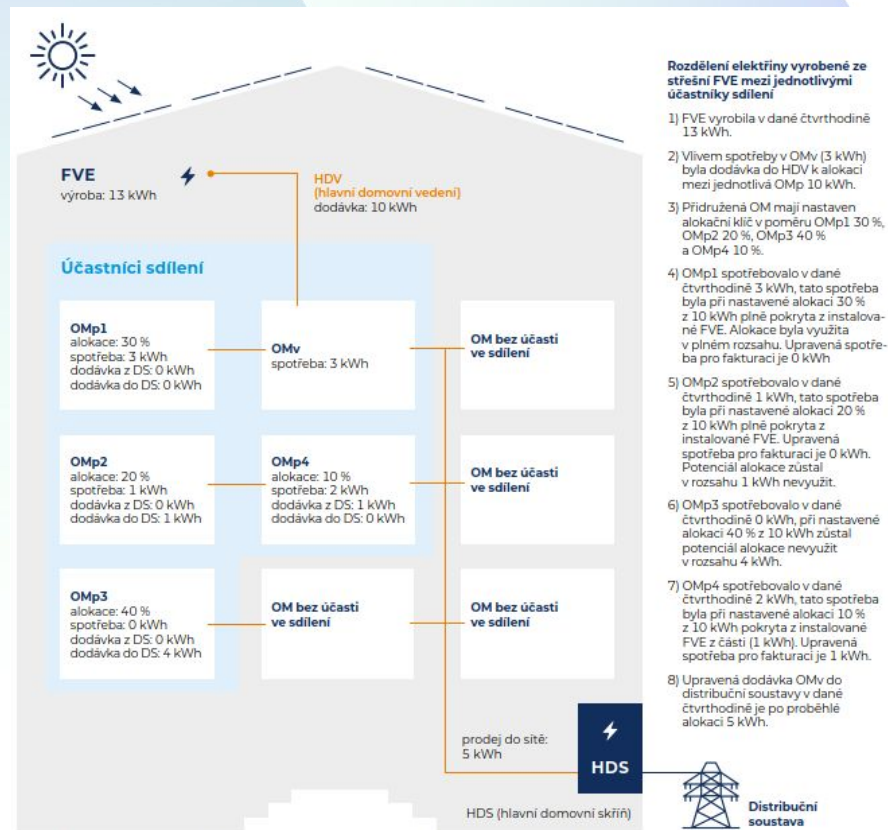 FVE
výroba: 13 kWh
HDV
(hlavní domovní vedení)
dodávka: 10 kWh
Účastníci sdílení
OMp1
alokace: 30 %
spotřeba: 3 kWh
dodávka z DS: 0 kWh
dodávka do DS: 0 kWh
OMv
spotřeba: 3 kWh
OM bez účasti
ve sdílení
OMp2
alokace: 20 %
spotřeba: 1 kWh
dodávka z DS: 0 kWh
dodávka do DS: 1 kWh
OMp4
alokace: 10 %
spotřeba: 2 kWh
dodávka z DS: 1 kWh
dodávka do DS: 0 kWh
OM bez účasti
ve sdílení
OMp3
alokace: 40 %
spotřeba: 0 kWh
dodávka z DS: 0 kWh
dodávka do DS: 4 kWh
OM bez účasti
ve sdílení
OM bez účasti
ve sdílení
prodej do sítě:
5 kWh
HDS
HDS (hlavní domovní skříň)
Distribuční
soustava
Rozdělení elektřiny vyrobené ze
střešní FVE mezi jednotlivými
účastníky sdílení
1) FVE vyrobila v dané čtvrthodině
13 kWh.
2) Vlivem spotřeby v OMv (3 kWh)
byla dodávka do HDV k alokaci
mezi jednotlivá OMp 10 kWh.
3) Přidružená OM mají nastaven
alokační klíč v poměru OMp1 30 %,
OMp2 20 %, OMp3 40 %
a OMp4 10 %.
4) OMp1 spotřebovalo v dané
čtvrthodině 3 kWh, tato spotřeba
byla při nastavené alokaci 30 %
z 10 kWh plně pokryta z instalova-
né FVE. Alokace byla využita
v plném rozsahu. Upravená spotře-
ba pro fakturaci je 0 kWh
5) OMp2 spotřebovalo v dané
čtvrthodině 1 kWh, tato spotřeba
byla při nastavené alokaci 20 %
z 10 kWh plně pokryta z
instalované FVE. Upravená
spotřeba pro fakturaci je 0 kWh.
Potenciál alokace zůstal
v rozsahu 1 kWh nevyužit.
6) OMp3 spotřebovalo v dané
čtvrthodině 0 kWh, při nastavené
alokaci 40 % z 10 kWh zůstal
potenciál alokace nevyužit
v rozsahu 4 kWh.
7) OMp4 spotřebovalo v dané
čtvrthodině 2 kWh, tato spotřeba
byla při nastavené alokaci 10 %
z 10 kWh pokryta z instalované
FVE z části (1 kWh). Upravená
spotřeba pro fakturaci je 1 kWh.
8) Upravená dodávka OMv do
distribuční soustavy v dané
čtvrthodině je po proběhlé
alokaci 5 kWh.